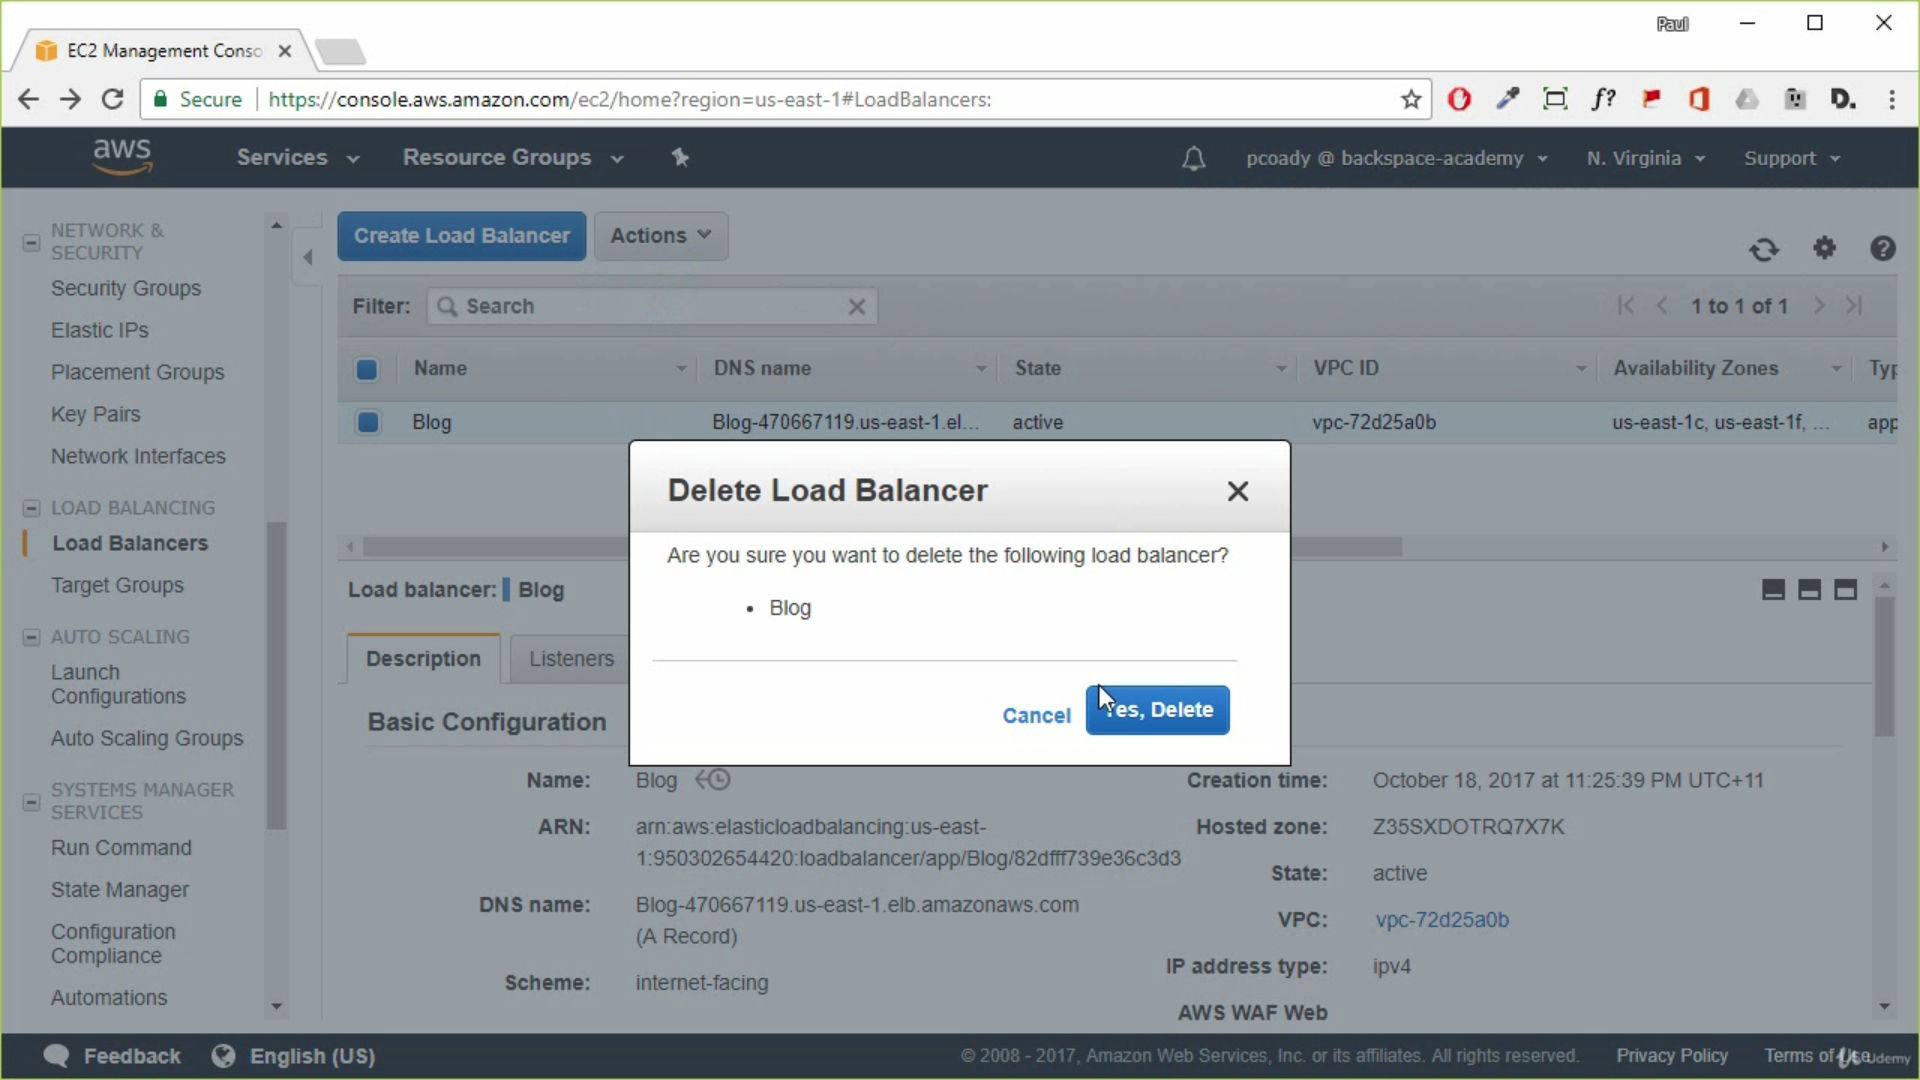 Paul
EC2 Management Conso
Secure https://console.aws.amazon.com/ec2/home?region=us-east-1#LoadBalancers:
f? D.
aws Services Resource Groups pcoady @ backspace-academy N. Virginia Support
NETWORK &
SECURITY
Security Groups
Elastic IPs
Placement Groups
Key Pairs
Network Interfaces
LOAD BALANCING
Load Balancers
Target Groups
AUTO SCALING
Launch
Configurations
Auto Scaling Groups
SYSTEMS MANAGER
SERVICES
Run Command
State Manager
Configuration
Compliance
Automations
Create Load Balancer Actions
Filter: Search 1 to 1 of 1
Name DNS name State VPC ID Availability Zones Typ
Blog Blog-470667119.us-east-1.el... active vpc-72d25a0b us-east-1c, us-east-1f, ... app
Delete Load Balancer
Are you sure you want to delete the following load balancer?
• Blog
Cancel Yes, Delete
Load balancer: Blog
Description Listeners
Basic Configuration
Name: Blog
ARN: arn:aws:elasticloadbalancing:us-east-
1:950302654420:loadbalancer/app/Blog/82dfff739e36c3d3
DNS name: Blog-470667119.us-east-1.elb.amazonaws.com
(A Record)
Scheme: internet-facing
Creation time: October 18, 2017 at 11:25:39 PM UTC+11
Hosted zone: Z35SXDOTRQ7X7K
State: active
VPC: vpc-72d25a0b
IP address type: ipv4
AWS WAF Web
Feedback English (US) © 2008 - 2017, Amazon Web Services, Inc. or its affiliates. All rights reserved. Privacy Policy Terms of Use
Udemy